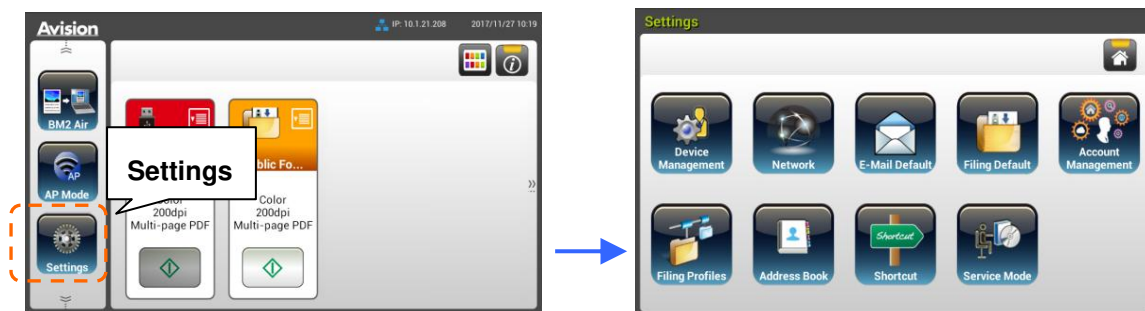 Avision
IP: 10.1.21.208
2017/11/27 10:19
BM2 Air
AP
AP Mode
Settings
Settings
blic Fo...
Color
200dpi
Multi-page PDF
Color
200dpi
Multi-page PDF
Settings
Device
Management
Network
E-Mail Default
Filing Default
Account
Management
Filing Profiles
Address Book
Shortcut
Shortcut
Service Mode